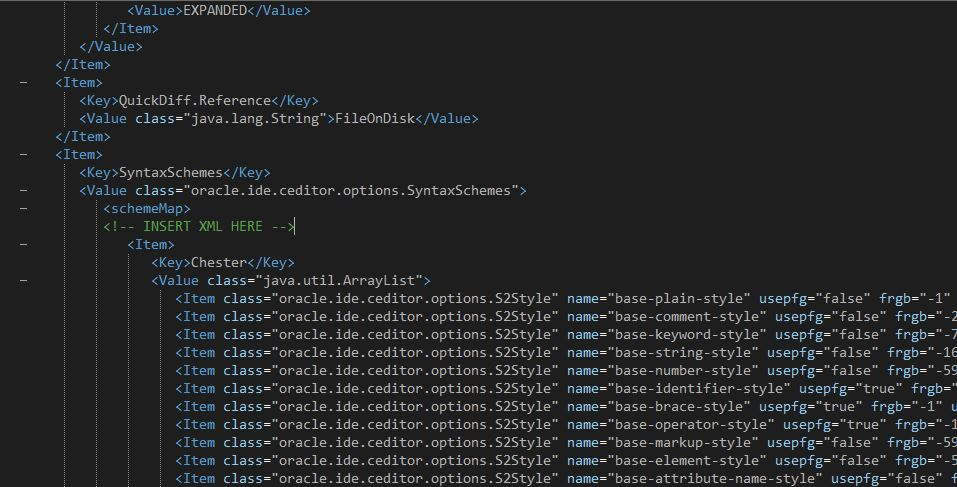 <Value>EXPANDED</Value>
</Item>
</Value>
</Item>
<Item>
<Key>QuickDiff.Reference</Key>
<Value class="java.lang.String">FileOnDisk</Value>
</Item>
<Item>
<Key>SyntaxSchemes</Key>
<Value class="oracle.ide.ceditor.options.SyntaxSchemes">
<schemeMap>
<!-- INSERT XML HERE -->
<Item>
<Key>Chester</Key>
<Value class="java.util.ArrayList">
<Item class="oracle.ide.ceditor.options.S2Style" name="base-plain-style" usepfg="false" frgb="-1"
<Item class="oracle.ide.ceditor.options.S2Style" name="base-comment-style" usepfg="false" frgb="-2
<Item class="oracle.ide.ceditor.options.S2Style" name="base-keyword-style" usepfg="false" frgb="-7
<Item class="oracle.ide.ceditor.options.S2Style" name="base-string-style" usepfg="false" frgb="-16
<Item class="oracle.ide.ceditor.options.S2Style" name="base-number-style" usepfg="false" frgb="-59
<Item class="oracle.ide.ceditor.options.S2Style" name="base-identifier-style" usepfg="true" frgb="
<Item class="oracle.ide.ceditor.options.S2Style" name="base-brace-style" usepfg="true" frgb="-1" u
<Item class="oracle.ide.ceditor.options.S2Style" name="base-operator-style" usepfg="true" frgb="-1
<Item class="oracle.ide.ceditor.options.S2Style" name="base-markup-style" usepfg="false" frgb="-59
<Item class="oracle.ide.ceditor.options.S2Style" name="base-element-style" usepfg="false" frgb="-5
<Item class="oracle.ide.ceditor.options.S2Style" name="base-attribute-name-style" usepfg="false" f